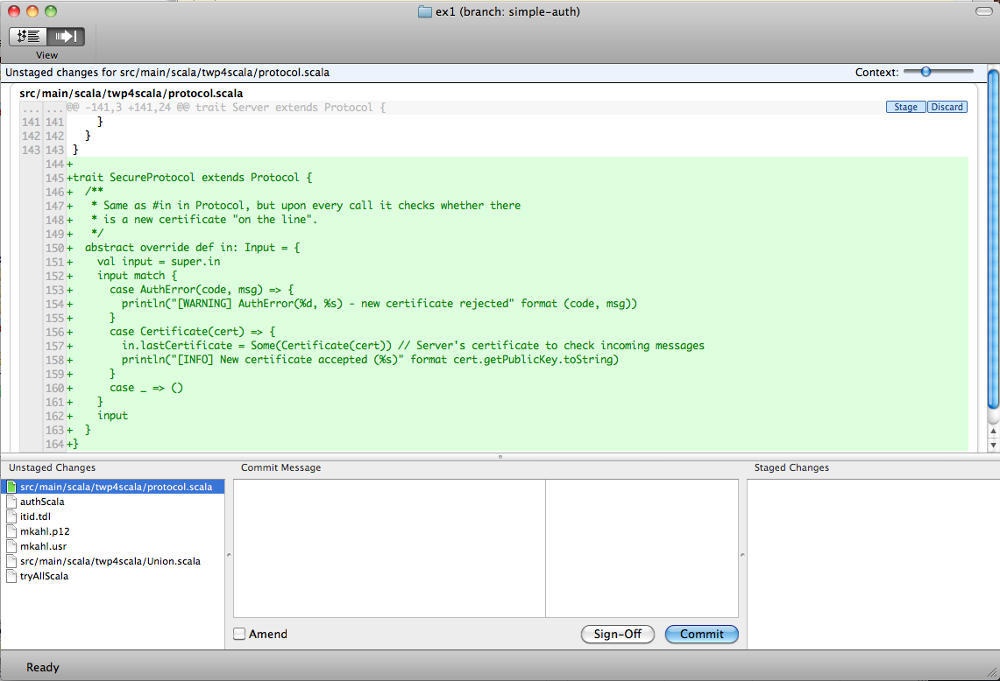 ex1 (branch: simple-auth)
View
Unstaged changes for src/main/scala/twp4scala/protocol.scala
Context:
src/main/scala/twp4scala/protocol.scala
... ... @@ -141,3 +141,24 @@ trait Server extends Protocol {
Stage Discard
141 141     }
142 142   }
143 143 }
144 +
145 +trait SecureProtocol extends Protocol {
146 +  /**
147 +   * Same as #in in Protocol, but upon every call it checks whether there
148 +   * is a new certificate "on the line".
149 +   */
150 +  abstract override def in: Input = {
151 +    val input = super.in
152 +    input match {
153 +      case AuthError(code, msg) => {
154 +        println("[WARNING] AuthError(%d, %s) - new certificate rejected" format (code, msg))
155 +      }
156 +      case Certificate(cert) => {
157 +        in.lastCertificate = Some(Certificate(cert)) // Server's certificate to check incoming messages
158 +        println("[INFO] New certificate accepted (%s)" format cert.getPublicKey.toString)
159 +      }
160 +      case _ => ()
161 +    }
162 +    input
163 +  }
164 +}
Unstaged Changes
src/main/scala/twp4scala/protocol.scala
authScala
itid.tdl
mkahl.p12
mkahl.usr
src/main/scala/twp4scala/Union.scala
tryAllScala
Commit Message
Amend
Sign-Off
Commit
Staged Changes
Ready